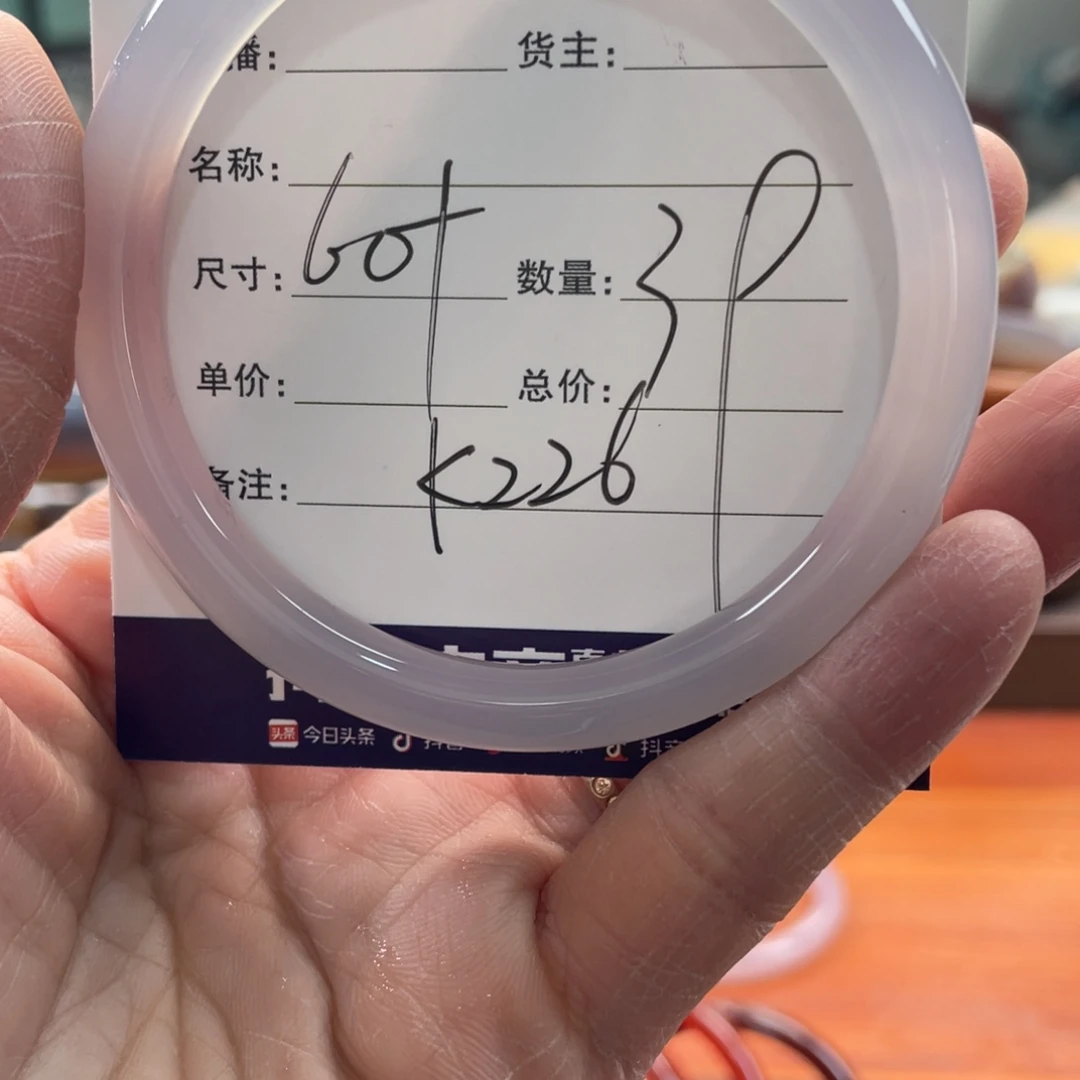 播: 货主:
名称:
60+ 3P
尺寸: 数量:
单价: 总价:
K226
备注:
今日头条